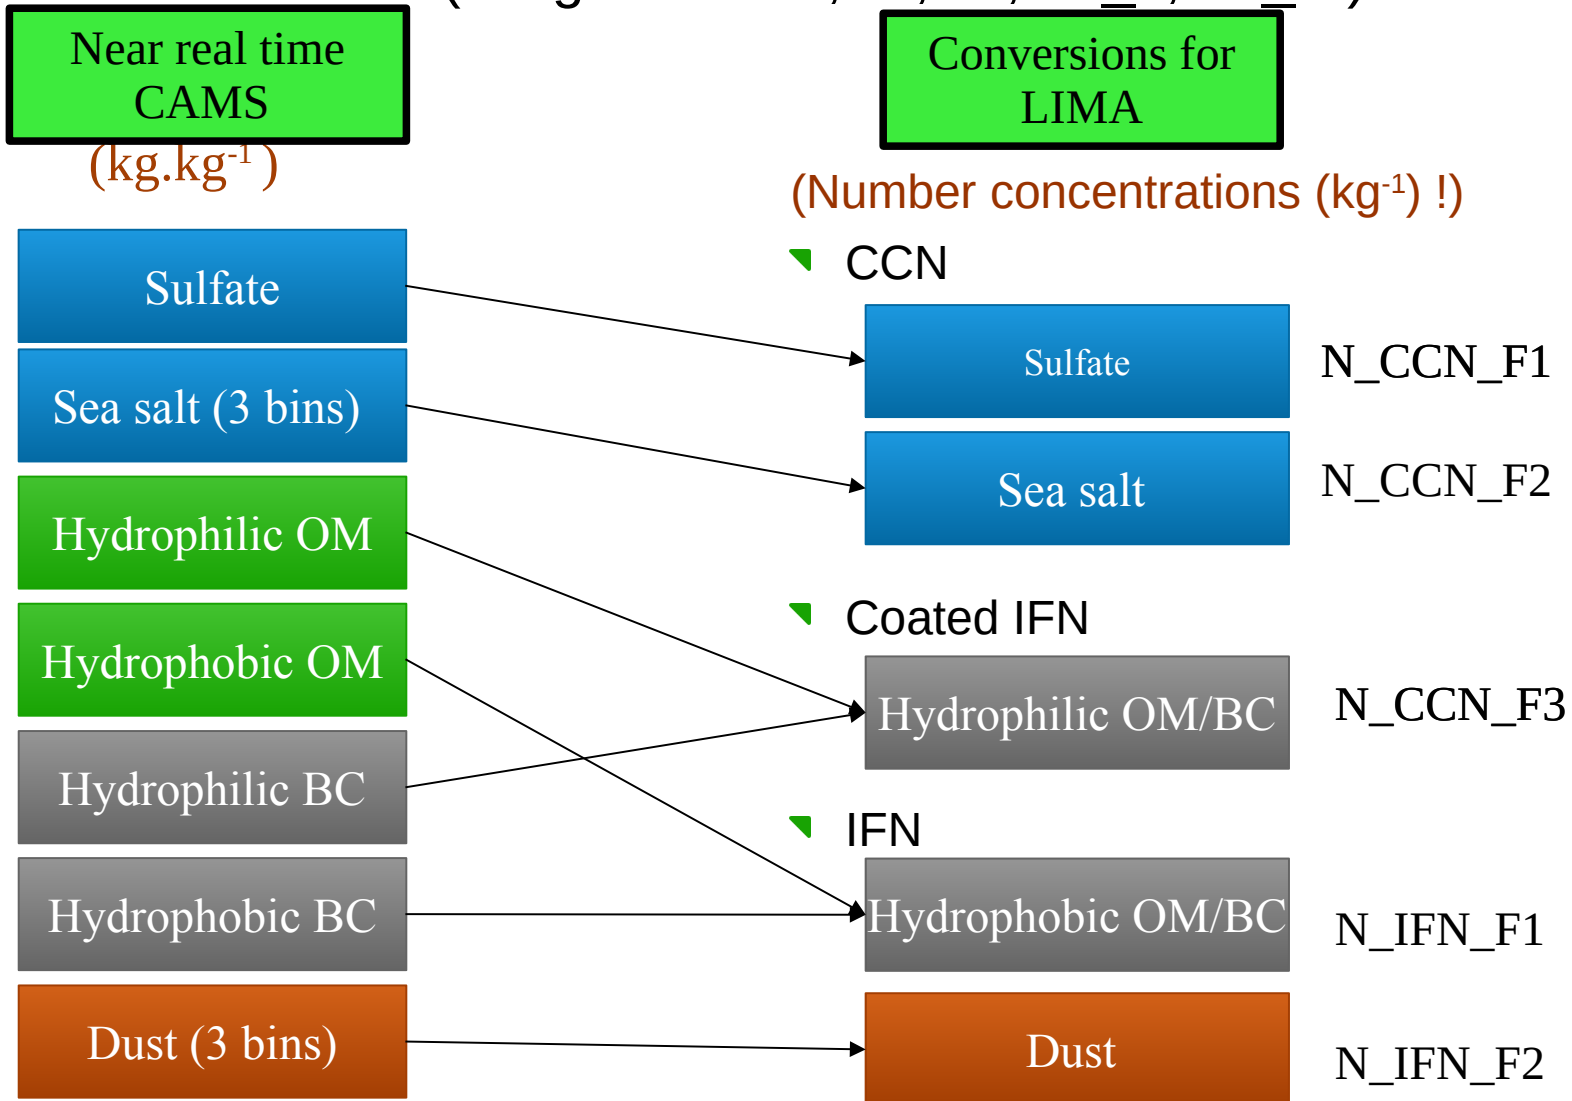 Near real time
CAMS
(kg.kg⁻¹)
Sulfate
Sea salt (3 bins)
Hydrophilic OM
Hydrophobic OM
Hydrophilic BC
Hydrophobic BC
Dust (3 bins)
Conversions for
LIMA
(Number concentrations (kg⁻¹) !)
CCN
Sulfate
N_CCN_F1
Sea salt
N_CCN_F2
Coated IFN
Hydrophilic OM/BC
N_CCN_F3
IFN
Hydrophobic OM/BC
N_IFN_F1
Dust
N_IFN_F2